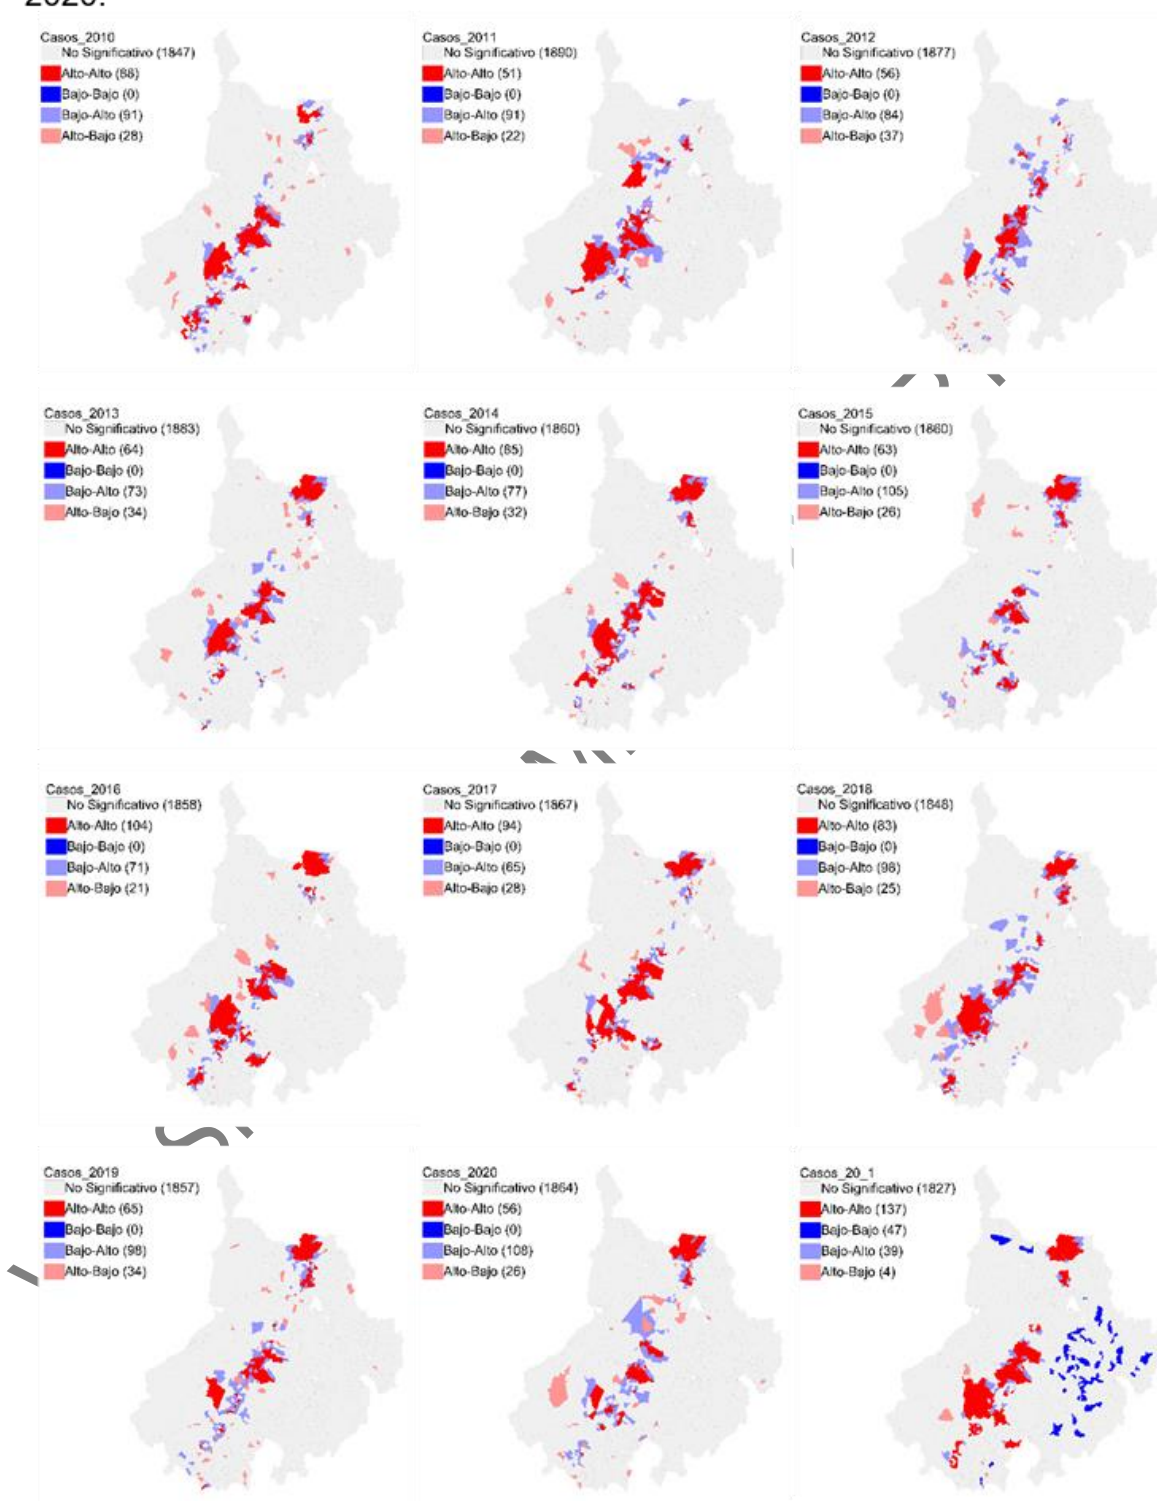 2020.
Casos_2010
No Significativo (1847)
Alto-Alto (88)
Bajo-Bajo (0)
Bajo-Alto (91)
Alto-Bajo (28)
Casos_2011
No Significativo (1890)
Alto-Alto (51)
Bajo-Bajo (0)
Bajo-Alto (91)
Alto-Bajo (22)
Casos_2012
No Significativo (1877)
Alto-Alto (56)
Bajo-Bajo (0)
Bajo-Alto (84)
Alto-Bajo (37)
Casos_2013
No Significativo (1883)
Alto-Alto (64)
Bajo-Bajo (0)
Bajo-Alto (73)
Alto-Bajo (34)
Casos_2014
No Significativo (1860)
Alto-Alto (85)
Bajo-Bajo (0)
Bajo-Alto (77)
Alto-Bajo (32)
Casos_2015
No Significativo (1860)
Alto-Alto (63)
Bajo-Bajo (0)
Bajo-Alto (105)
Alto-Bajo (26)
Casos_2016
No Significativo (1858)
Alto-Alto (104)
Bajo-Bajo (0)
Bajo-Alto (71)
Alto-Bajo (21)
Casos_2017
No Significativo (1867)
Alto-Alto (94)
Bajo-Bajo (0)
Bajo-Alto (65)
Alto-Bajo (28)
Casos_2018
No Significativo (1848)
Alto-Alto (83)
Bajo-Bajo (0)
Bajo-Alto (98)
Alto-Bajo (25)
Casos_2019
No Significativo (1857)
Alto-Alto (65)
Bajo-Bajo (0)
Bajo-Alto (98)
Alto-Bajo (34)
Casos_2020
No Significativo (1864)
Alto-Alto (56)
Bajo-Bajo (0)
Bajo-Alto (108)
Alto-Bajo (26)
Casos_20_1
No Significativo (1827)
Alto-Alto (137)
Bajo-Bajo (47)
Bajo-Alto (39)
Alto-Bajo (4)